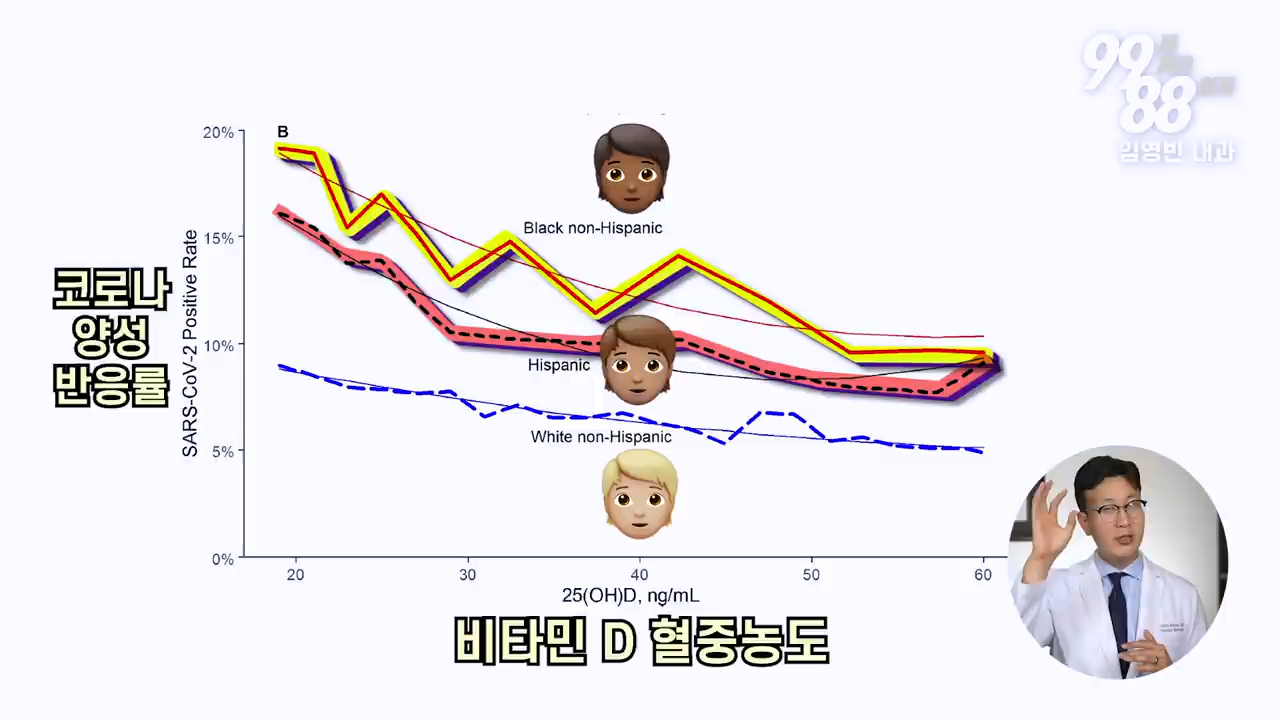 99
88
김영빈 내과
B
20%
15%
10%
5%
0%
SARS-CoV-2 Positive Rate
코로나
양성
반응률
Black non-Hispanic
Hispanic
White non-Hispanic
20 30 40 50 60
25(OH)D, ng/mL
비타민 D 혈중농도